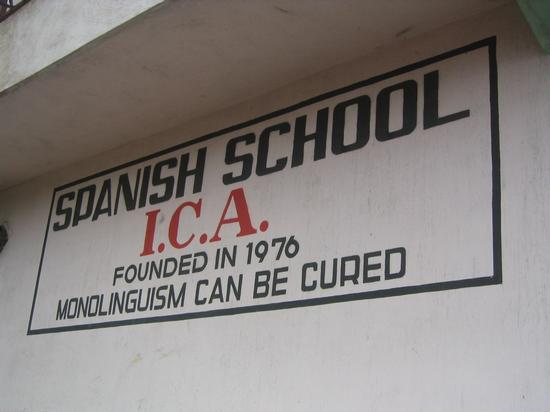 SPANISH SCHOOL
I.C.A.
FOUNDED IN 1976
MONOLINGUISM CAN BE CURED